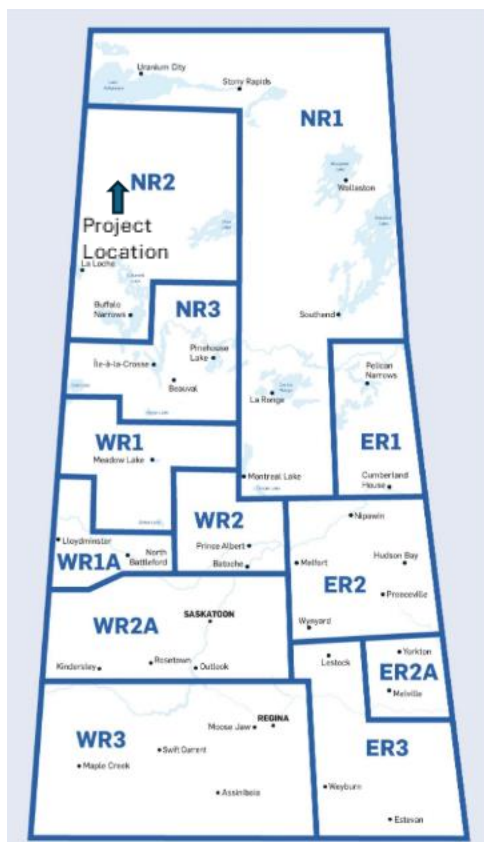 Uranium City
Stony Rapids
NR1
NR2
Wollaston
Project
Location
La Loche
Buffalo
Narrows
NR3
Southend
Pinehouse
Lake
Île-à-la-Crosse
Beauval
Pelican
Narrows
La Ronge
WR1
ER1
Meadow Lake
Montreal Lake
Cumberland
House
WR2
Nipawin
Lloydminster
North
Battleford
WR1A
Prince Albert
Batoche
Melfort
Hudson Bay
ER2
Preeceville
SASKATOON
WR2A
Wynyard
Kindersley
Rosetown
Outlook
Lestock
Yorkton
ER2A
Melville
REGINA
Moose Jaw
WR3
Swift Current
ER3
Maple Creek
Assiniboia
Weyburn
Estevan